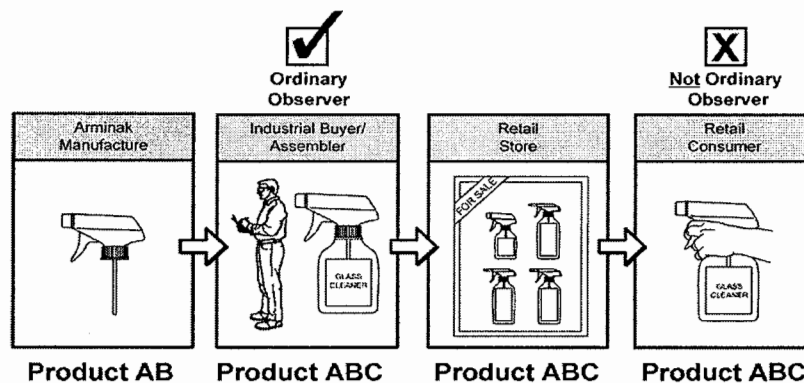 Ordinary
Observer
X
Not Ordinary
Observer
Arminak
Manufacture
Industrial Buyer/
Assembler
Retail
Store
Retail
Consumer
FOR SALE
GLASS
CLEANER
GLASS
CLEANER
Product AB
Product ABC
Product ABC
Product ABC